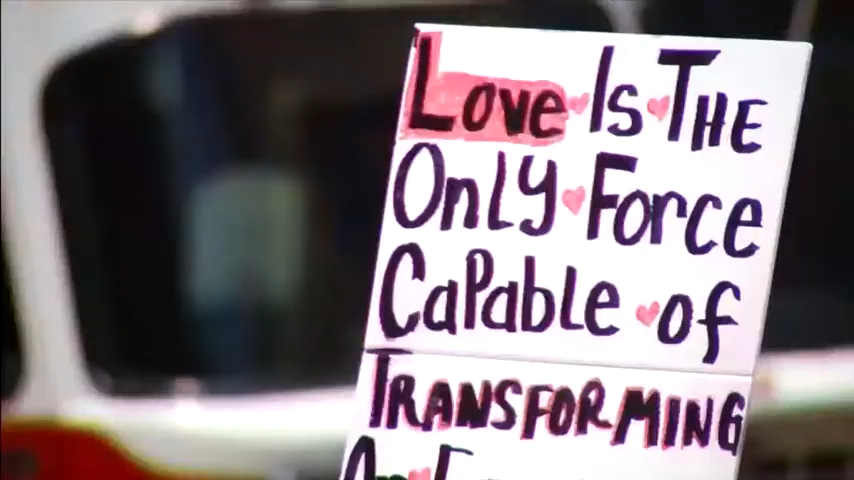 Love Is THE
OnLy Force
CaPabLe of
TRANSFORMING